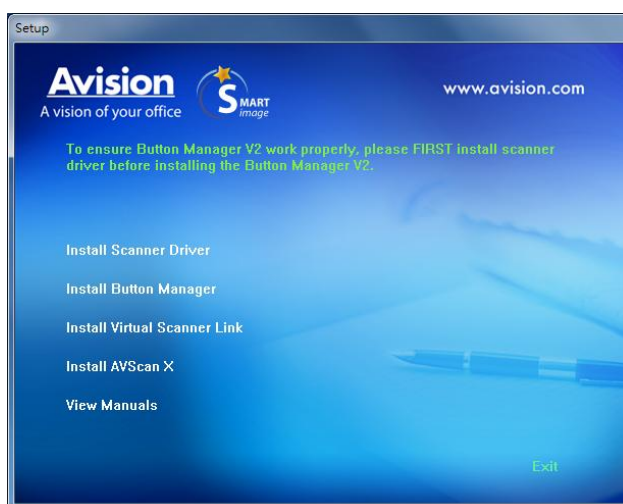 Setup
Avision
A vision of your office
SMART
image
www.avision.com
To ensure Button Manager V2 work properly, please FIRST install scanner
driver before installing the Button Manager V2.
Install Scanner Driver
Install Button Manager
Install Virtual Scanner Link
Install AVScan X
View Manuals
Exit